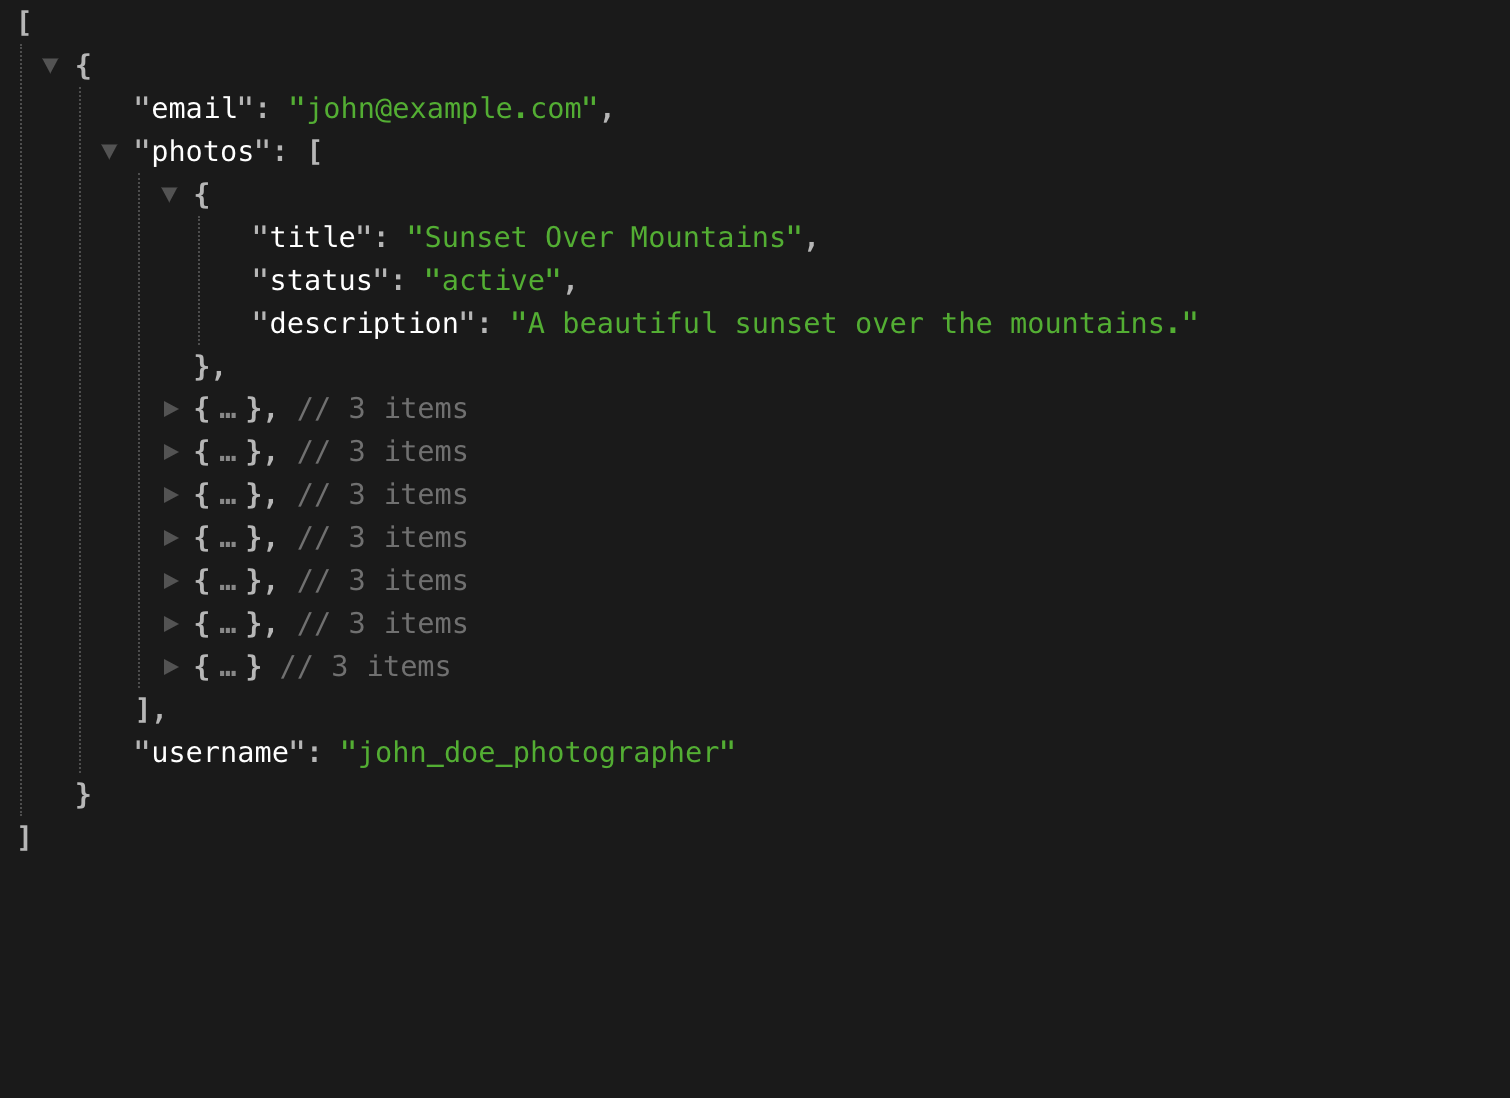 [
{
"email": "john@example.com",
"photos": [
{
"title": "Sunset Over Mountains",
"status": "active",
"description": "A beautiful sunset over the mountains."
},
{ … }, // 3 items
{ … }, // 3 items
{ … }, // 3 items
{ … }, // 3 items
{ … }, // 3 items
{ … }, // 3 items
{ … } // 3 items
],
"username": "john_doe_photographer"
}
]